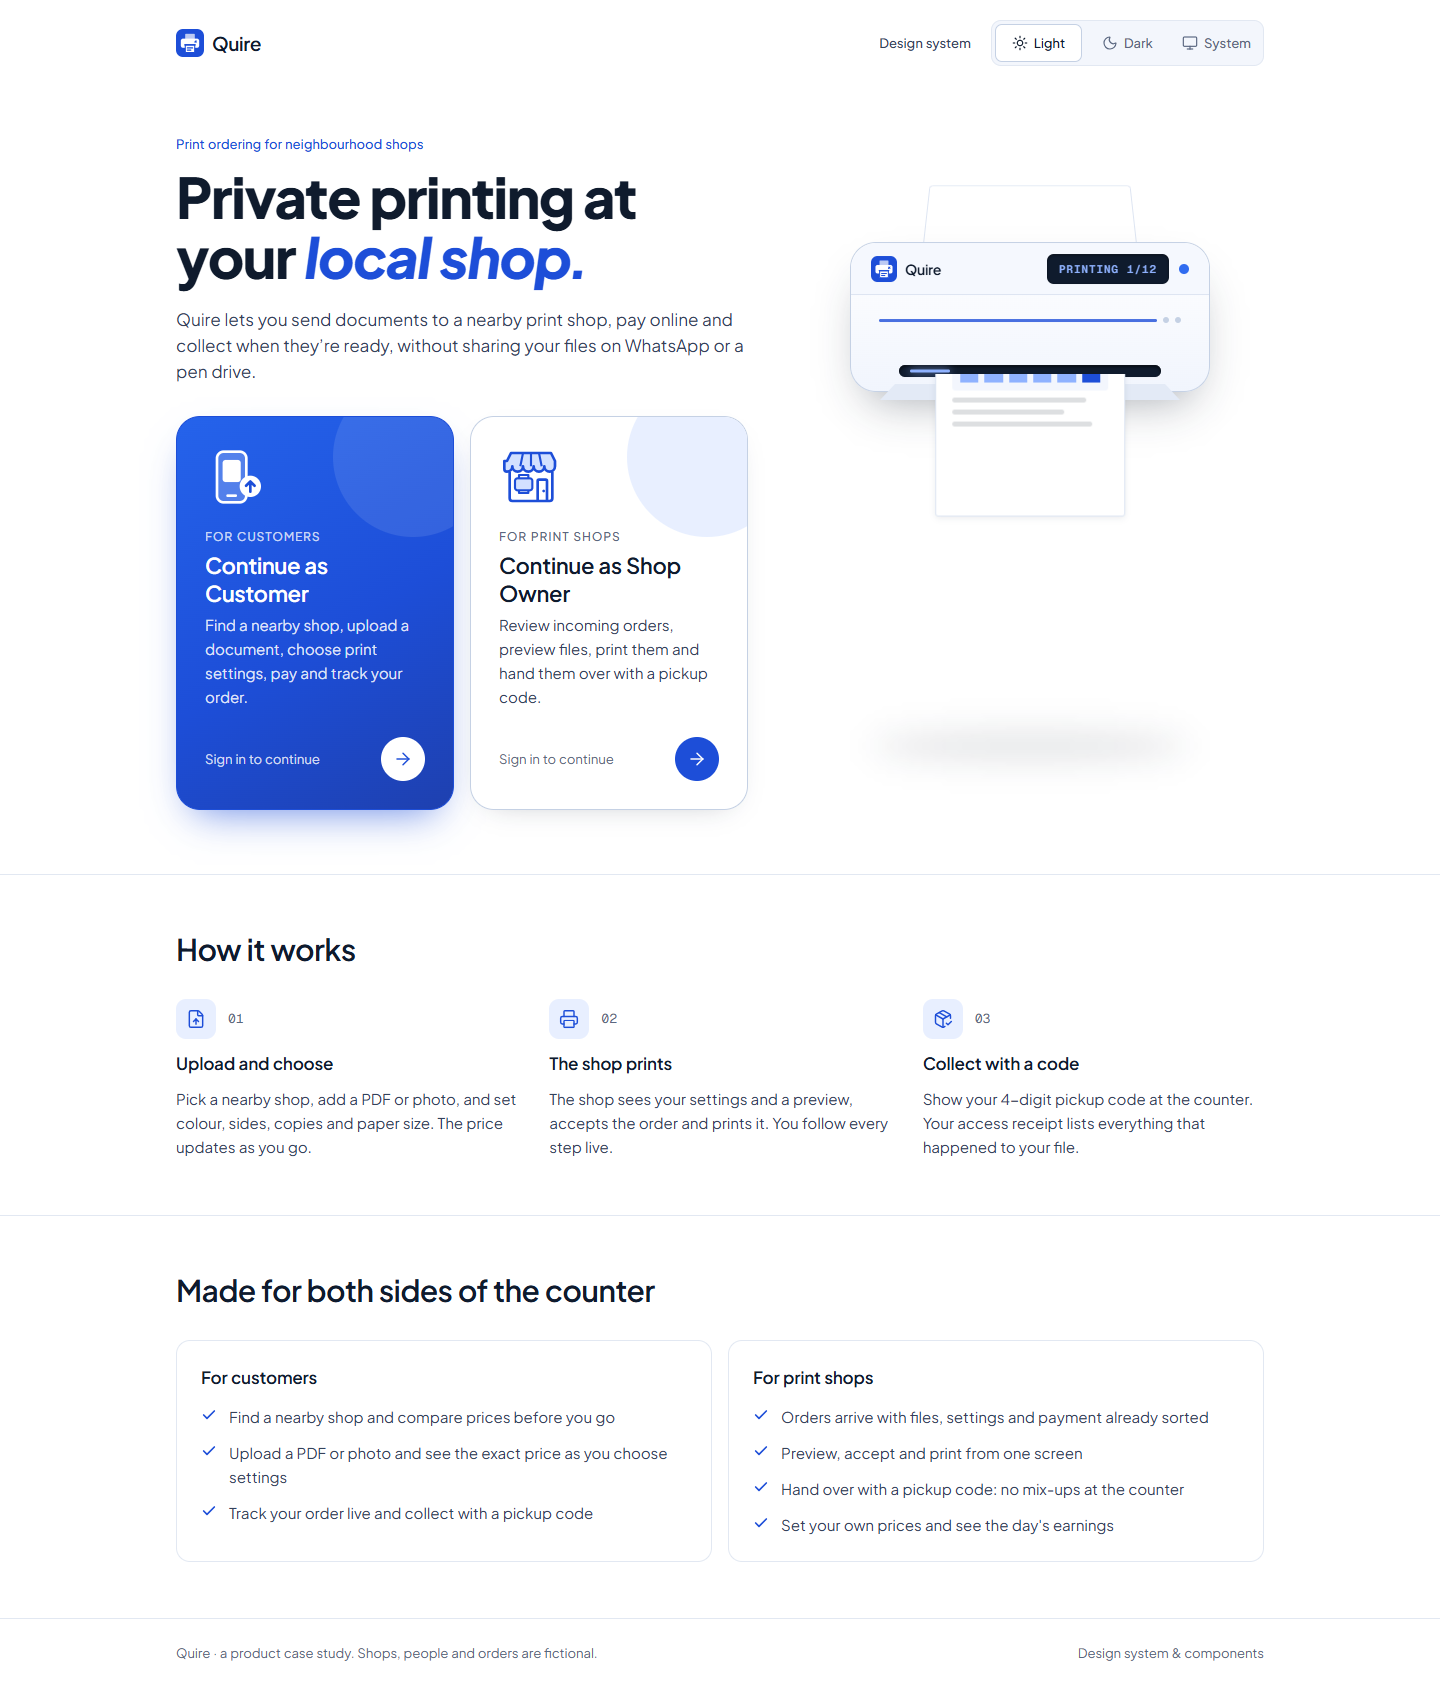 Quire
Design system
Light
Dark
System
Print ordering for neighbourhood shops
Private printing at
your local shop.
Quire lets you send documents to a nearby print shop, pay online and
collect when they’re ready, without sharing your files on WhatsApp or a
pen drive.
Quire
PRINTING 1/12
FOR CUSTOMERS
Continue as
Customer
Find a nearby shop, upload a
document, choose print
settings, pay and track your
order.
Sign in to continue
FOR PRINT SHOPS
Continue as Shop
Owner
Review incoming orders,
preview files, print them and
hand them over with a pickup
code.
Sign in to continue
How it works
01
Upload and choose
Pick a nearby shop, add a PDF or photo, and set
colour, sides, copies and paper size. The price
updates as you go.
02
The shop prints
The shop sees your settings and a preview,
accepts the order and prints it. You follow every
step live.
03
Collect with a code
Show your 4-digit pickup code at the counter.
Your access receipt lists everything that
happened to your file.
Made for both sides of the counter
For customers
Find a nearby shop and compare prices before you go
Upload a PDF or photo and see the exact price as you choose
settings
Track your order live and collect with a pickup code
For print shops
Orders arrive with files, settings and payment already sorted
Preview, accept and print from one screen
Hand over with a pickup code: no mix-ups at the counter
Set your own prices and see the day's earnings
Quire · a product case study. Shops, people and orders are fictional.
Design system & components